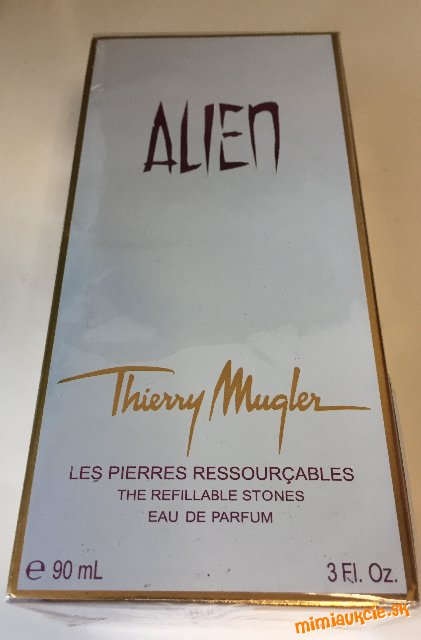 ALIEN
Thierry Mugler
LES PIERRES RESSOURÇABLES
THE REFILLABLE STONES
EAU DE PARFUM
℮ 90 mL 3 Fl. Oz.
mimiaukcie.sk